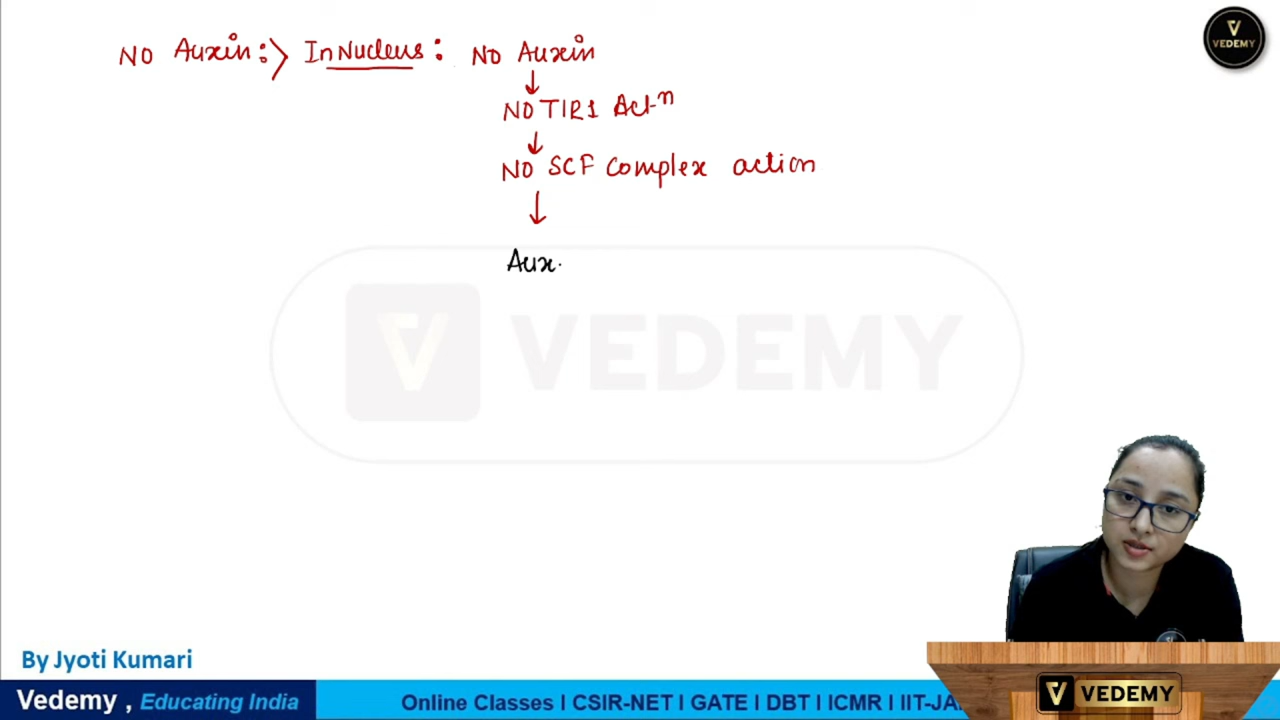 NO Auxin:> In Nucleus: NO Auxin
↓
NO TIR1 Actⁿ
↓
NO SCF Complex action
↓
Aux.
V
VEDEMY
VEDEMY
By Jyoti Kumari
Vedemy , Educating India
Online Classes I CSIR-NET I GATE I DBT I ICMR I IIT-JA
VEDEMY